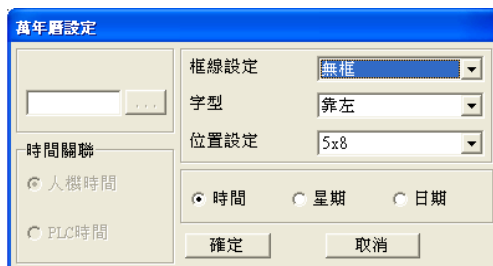 萬年曆設定
框線設定 無框
...
字型 靠左
位置設定 5x8
時間關聯
人機時間
時間 星期 日期
PLC時間
確定 取消